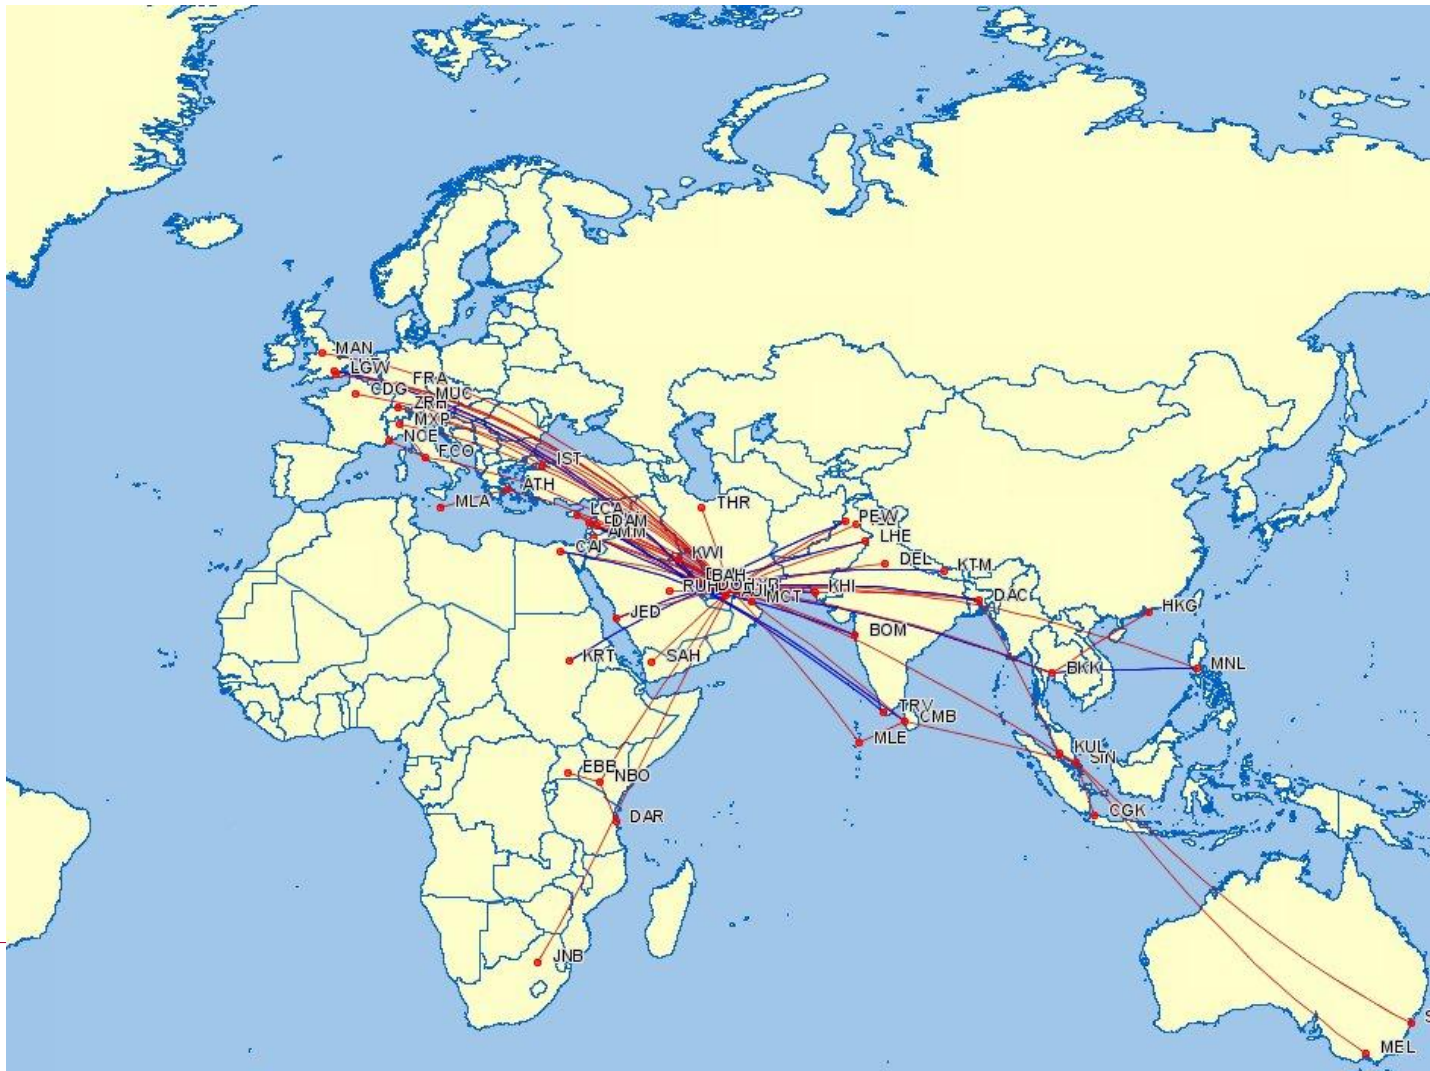 MAN
LGW
FRA
CDG
MUC
ZRH
MXP
NCE
FCO
IST
ATH
MLA
THR
PEW
LCA
DAM
AMM
LHE
CAI
KWI
DEL
KTM
BAH
RUH
KHI
MCT
DAC
JED
HKG
BOM
KRT
SAH
BKK
MNL
TRV
CMB
MLE
KUL
SIN
EBB
NBO
DAR
CGK
JNB
S
MEL